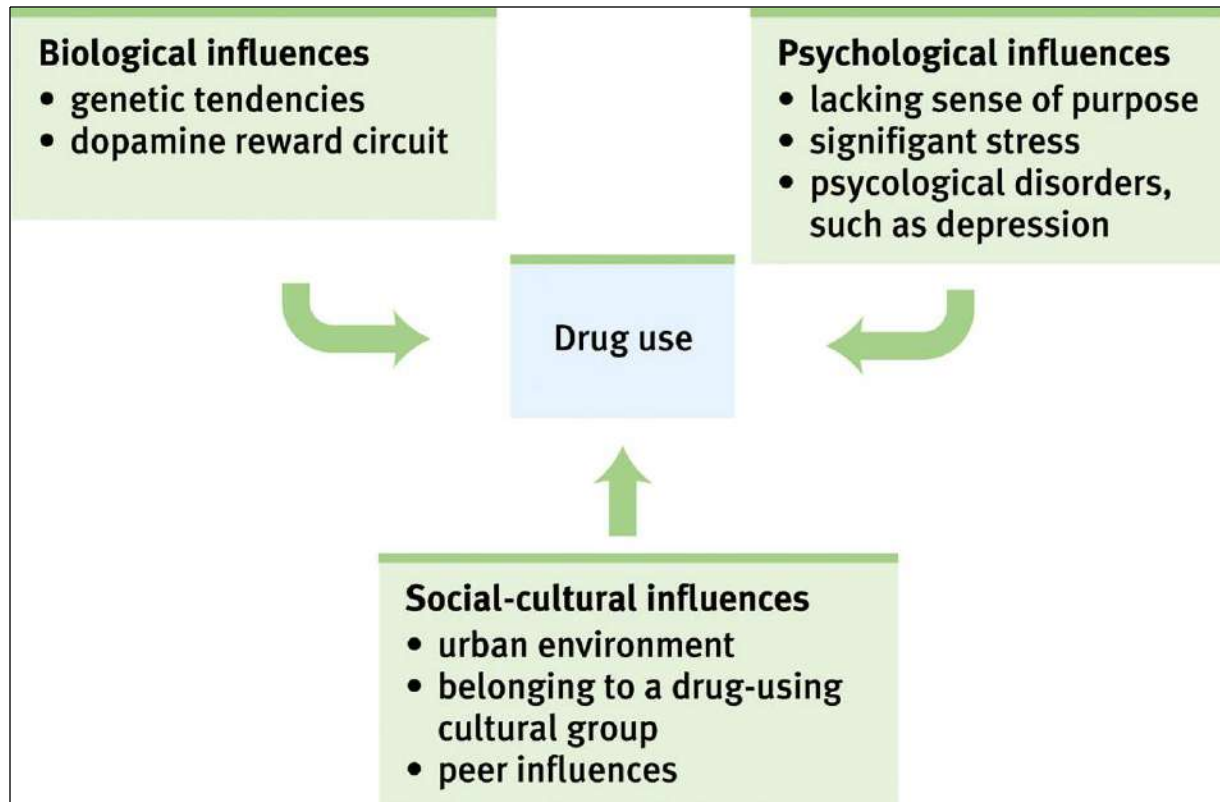 Biological influences
• genetic tendencies
• dopamine reward circuit
Psychological influences
• lacking sense of purpose
• signifigant stress
• psycological disorders,
such as depression
Drug use
Social-cultural influences
• urban environment
• belonging to a drug-using
cultural group
• peer influences